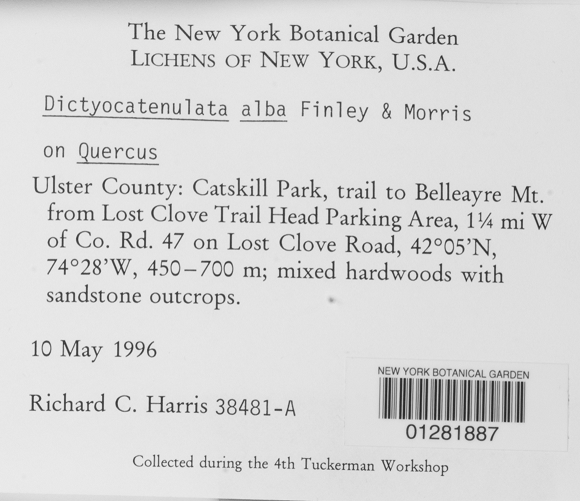 The New York Botanical Garden
LICHENS OF NEW YORK, U.S.A.
Dictyocatenulata alba Finley & Morris
on Quercus
Ulster County: Catskill Park, trail to Belleayre Mt.
from Lost Clove Trail Head Parking Area, 1¼ mi W
of Co. Rd. 47 on Lost Clove Road, 42°05'N,
74°28'W, 450–700 m; mixed hardwoods with
sandstone outcrops.
10 May 1996
Richard C. Harris 38481-A
NEW YORK BOTANICAL GARDEN
01281887
Collected during the 4th Tuckerman Workshop